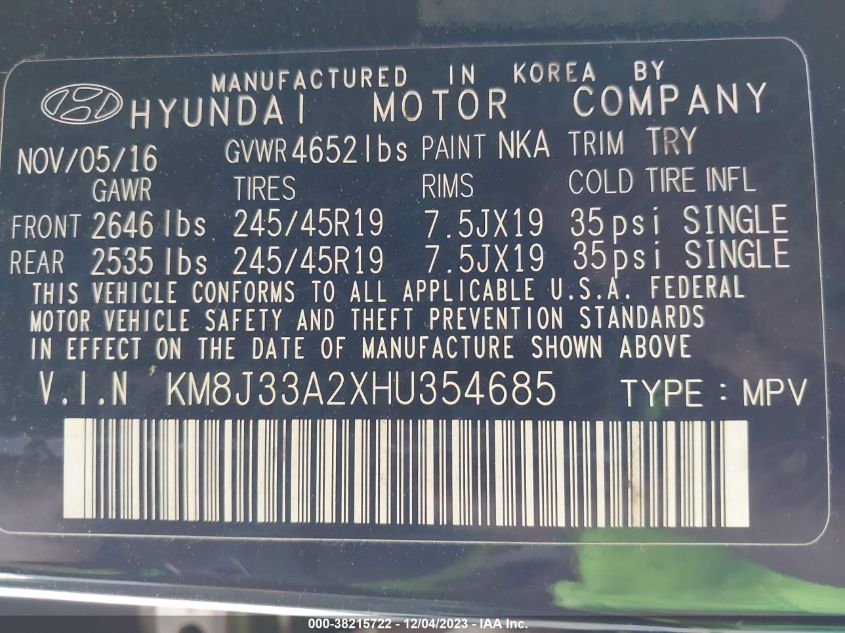 MANUFACTURED IN KOREA BY
HYUNDAI MOTOR COMPANY
NOV/05/16 GVWR 4652lbs PAINT NKA TRIM TRY
GAWR TIRES RIMS COLD TIRE INFL
FRONT 2646 lbs 245/45R19 7.5JX19 35psi SINGLE
REAR 2535 lbs 245/45R19 7.5JX19 35psi SINGLE
THIS VEHICLE CONFORMS TO ALL APPLICABLE U.S.A. FEDERAL
MOTOR VEHICLE SAFETY AND THEFT PREVENTION STANDARDS
IN EFFECT ON THE DATE OF MANUFACTURE SHOWN ABOVE
V.I.N ' KM8J33A2XHU354685 TYPE : MPV
000-38215722 - 12/04/2023 - IAA Inc.